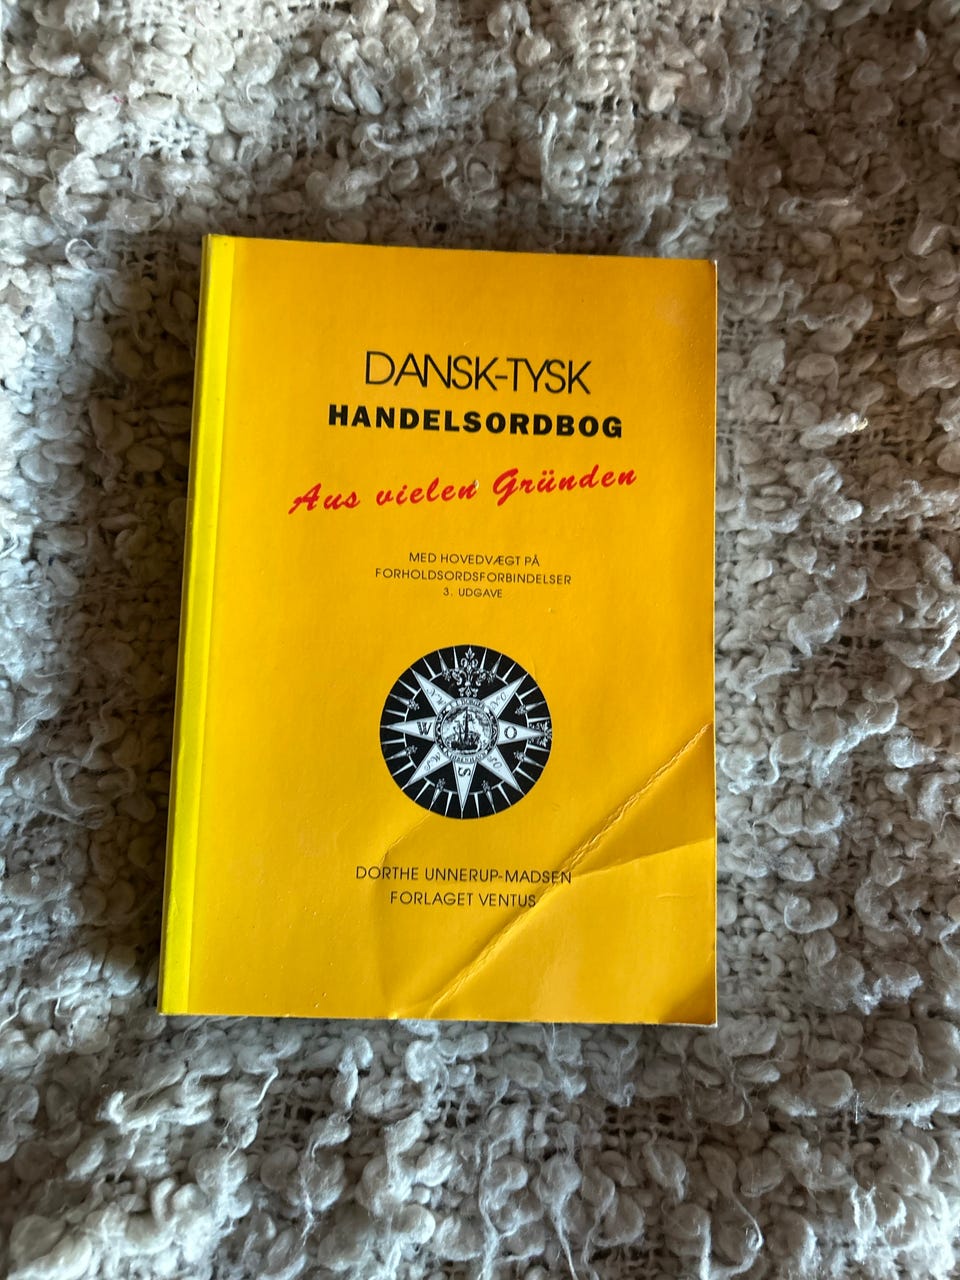 DANSK-TYSK
HANDELSORDBOG
Aus vielen Gründen
MED HOVEDVÆGT PÅ
FORHOLDSORDSFORBINDELSER
3. UDGAVE
W
O
S
DORTHE UNNERUP-MADSEN
FORLAGET VENTUS